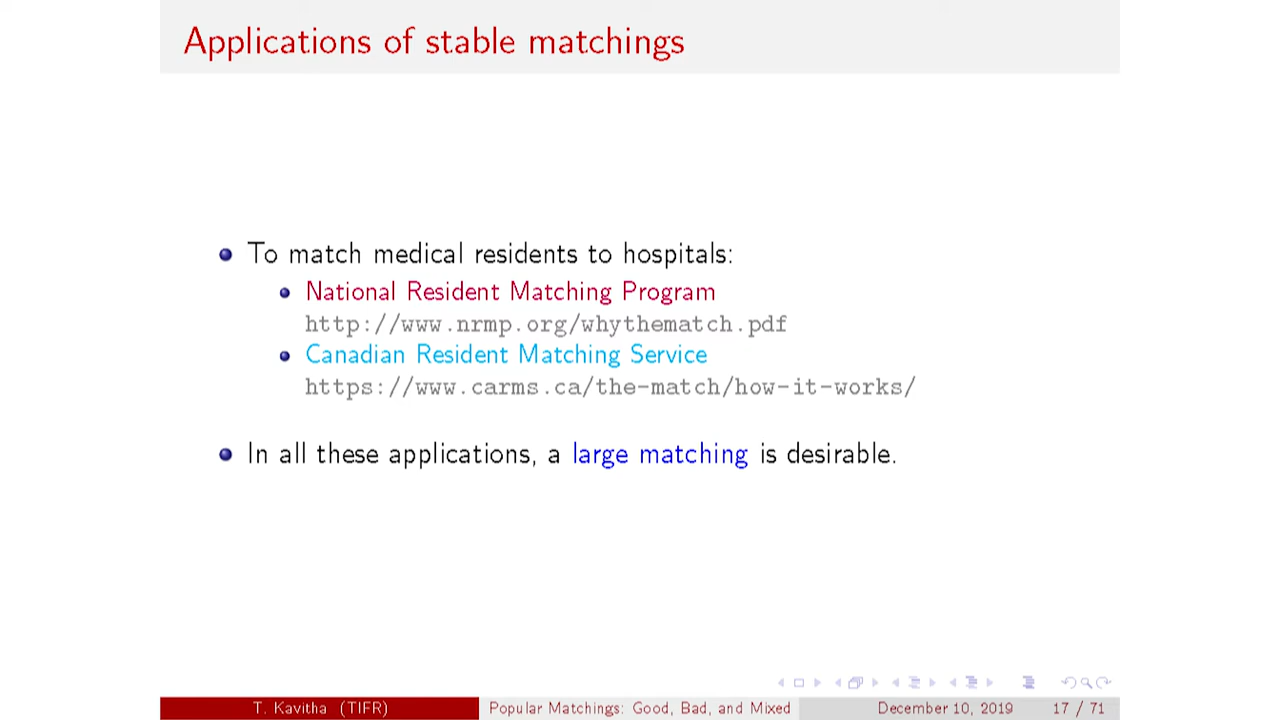 Applications of stable matchings
To match medical residents to hospitals:
National Resident Matching Program
http://www.nrmp.org/whythematch.pdf
Canadian Resident Matching Service
https://www.carms.ca/the-match/how-it-works/
In all these applications, a large matching is desirable.
T. Kavitha (TIFR) Popular Matchings: Good, Bad, and Mixed December 10, 2019 17 / 71